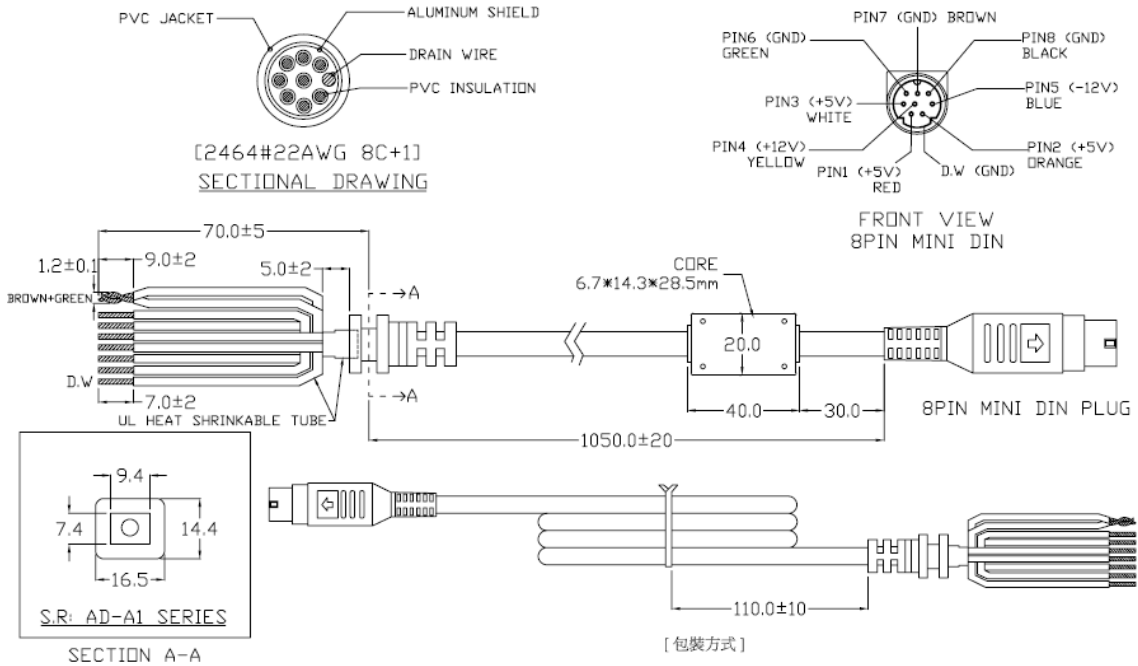 PVC JACKET
ALUMINUM SHIELD
DRAIN WIRE
PVC INSULATION
[2464#22AWG 8C+1]
SECTIONAL DRAWING
PIN7 (GND) BROWN
PIN6 (GND)
GREEN
PIN8 (GND)
BLACK
PIN3 (+5V)
WHITE
PIN5 (-12V)
BLUE
PIN4 (+12V)
YELLOW
PIN1 (+5V)
RED
D.W (GND)
PIN2 (+5V)
ORANGE
FRONT VIEW
8PIN MINI DIN
70.0±5
1.2±0.1
9.0±2
5.0±2
BROWN+GREEN
D.W
7.0±2
UL HEAT SHRINKABLE TUBE
A
A
CORE
6.7*14.3*28.5mm
20.0
40.0
30.0
1050.0±20
8PIN MINI DIN PLUG
9.4
7.4
14.4
16.5
S.R: AD-A1 SERIES
SECTION A-A
110.0±10
[包裝方式]